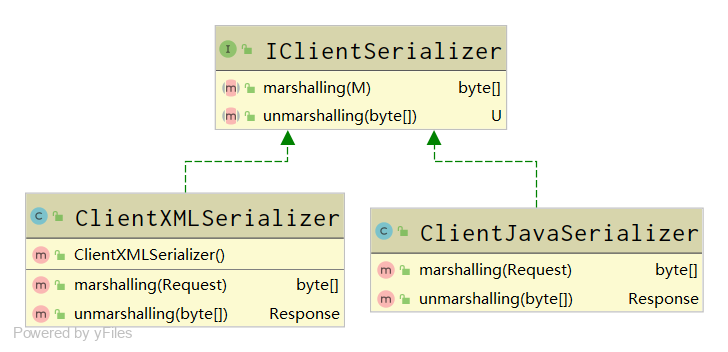 I IClientSerializer
m marshalling(M) byte[]
m unmarshalling(byte[]) U
C ClientXMLSerializer
m ClientXMLSerializer()
m marshalling(Request) byte[]
m unmarshalling(byte[]) Response
C ClientJavaSerializer
m marshalling(Request) byte[]
m unmarshalling(byte[]) Response
Powered by yFiles